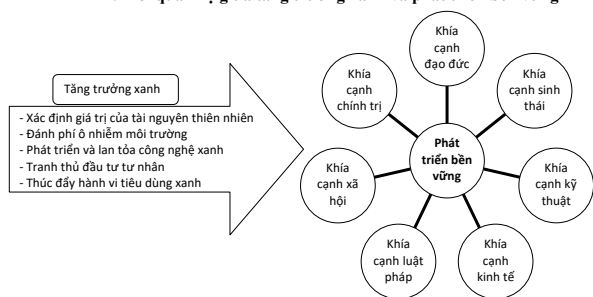 Tăng trưởng xanh
- Xác định giá trị của tài nguyên thiên nhiên
- Đánh phí ô nhiễm môi trường
- Phát triển và lan tỏa công nghệ xanh
- Tranh thủ đầu tư tư nhân
- Thúc đẩy hành vi tiêu dùng xanh
Khía
cạnh
đạo đức
Khía
cạnh sinh
thái
Khía
cạnh kỹ
thuật
Khía
cạnh
kinh tế
Khía
cạnh luật
pháp
Khía
cạnh xã
hội
Khía
cạnh
chính trị
Phát
triển bền
vững